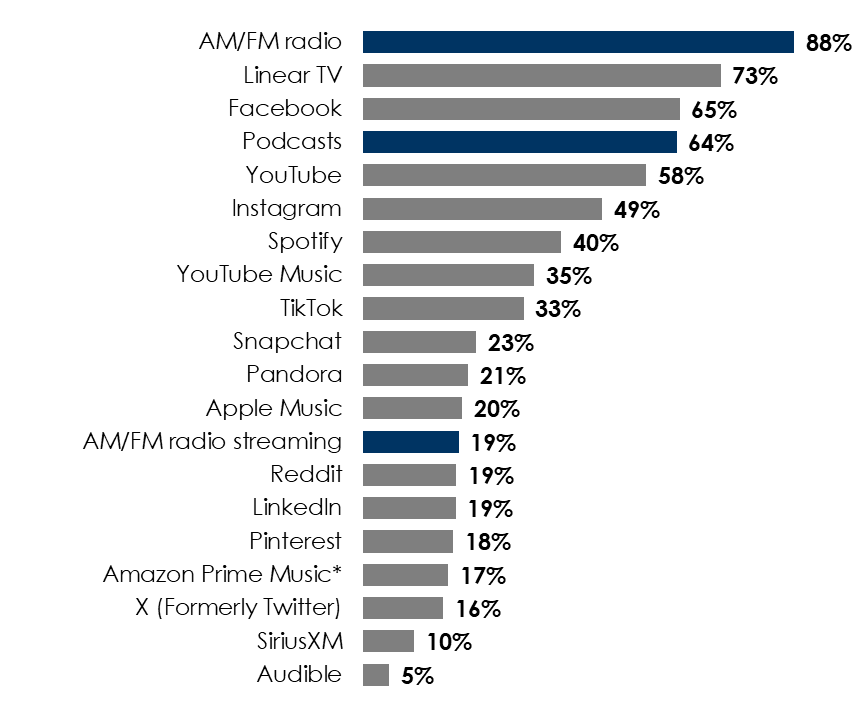 AM/FM radio 88%
Linear TV 73%
Facebook 65%
Podcasts 64%
YouTube 58%
Instagram 49%
Spotify 40%
YouTube Music 35%
TikTok 33%
Snapchat 23%
Pandora 21%
Apple Music 20%
AM/FM radio streaming 19%
Reddit 19%
LinkedIn 19%
Pinterest 18%
Amazon Prime Music* 17%
X (Formerly Twitter) 16%
SiriusXM 10%
Audible 5%